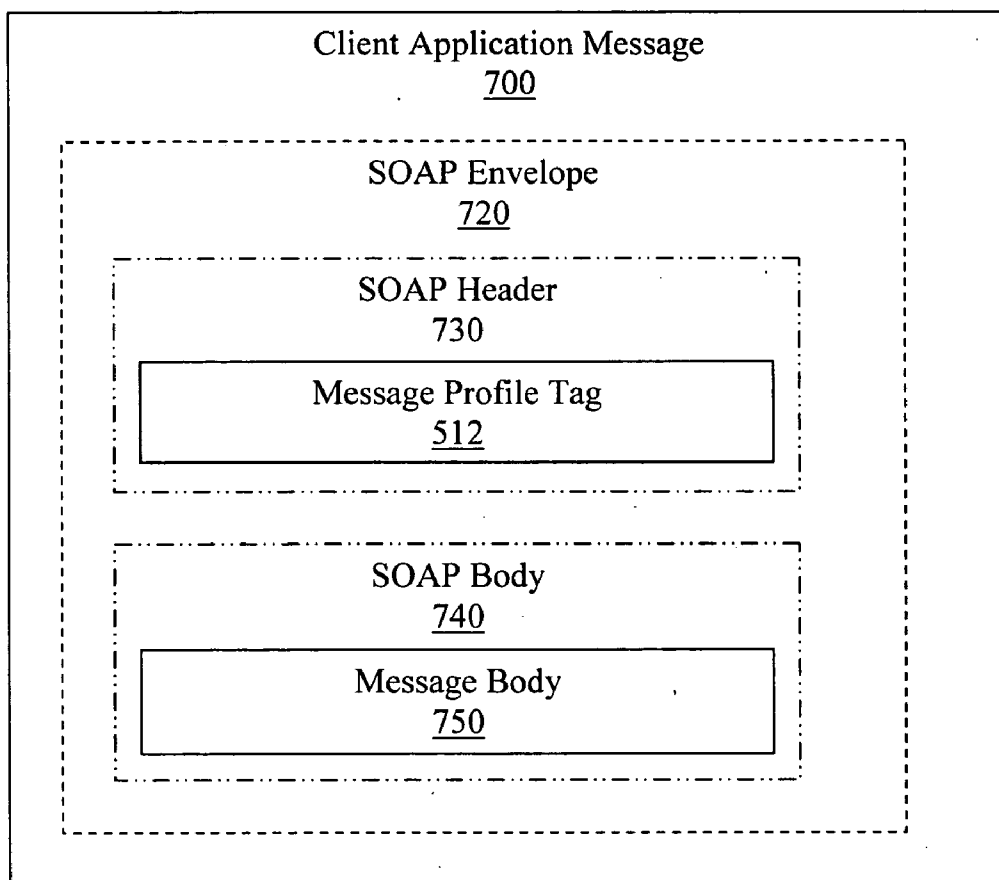 Client Application Message
700
SOAP Envelope
720
SOAP Header
730
Message Profile Tag
512
SOAP Body
740
Message Body
750